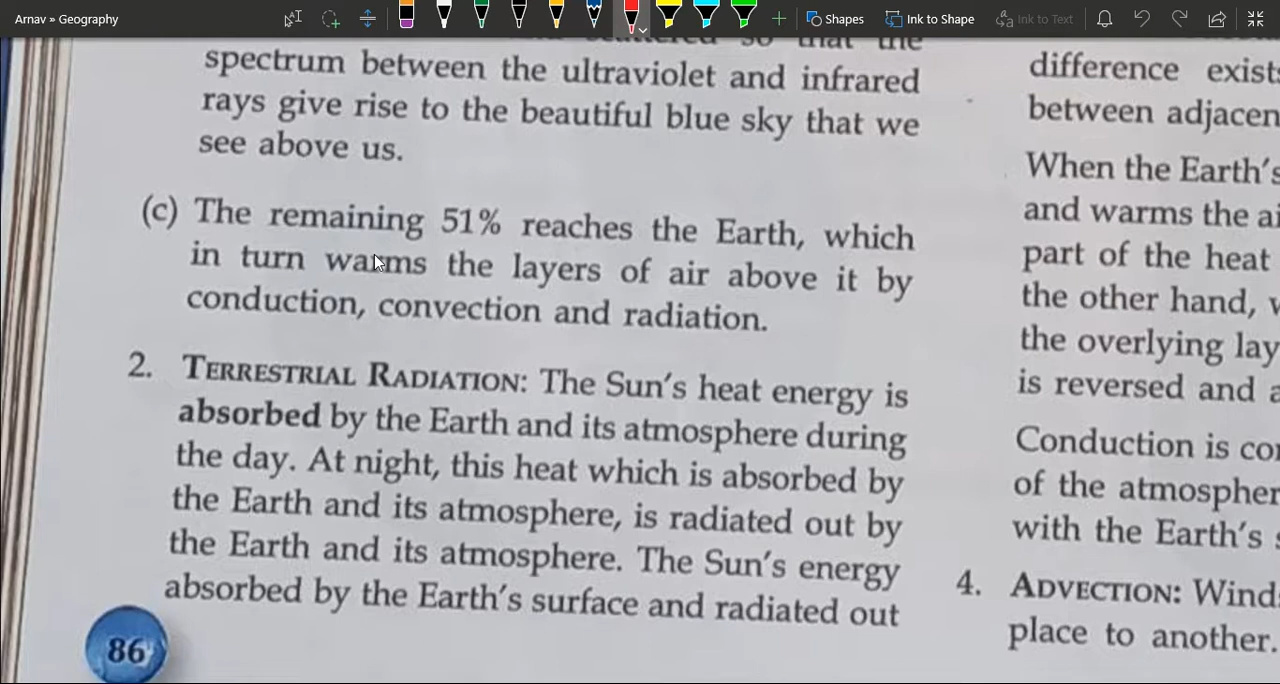 Arnav » Geography
Shapes
Ink to Shape
Ink to Text
so that the
spectrum between the ultraviolet and infrared
rays give rise to the beautiful blue sky that we
see above us.
(c) The remaining 51% reaches the Earth, which
in turn warms the layers of air above it by
conduction, convection and radiation.
2. TERRESTRIAL RADIATION: The Sun's heat energy is
absorbed by the Earth and its atmosphere during
the day. At night, this heat which is absorbed by
the Earth and its atmosphere, is radiated out by
the Earth and its atmosphere. The Sun's energy
absorbed by the Earth's surface and radiated out
86
difference
between
When the Earth's
and warms the
part of the heat
the other hand,
the overlying
is reversed and
Conduction is
of the
with the Earth's
4. ADVECTION:
place to another.